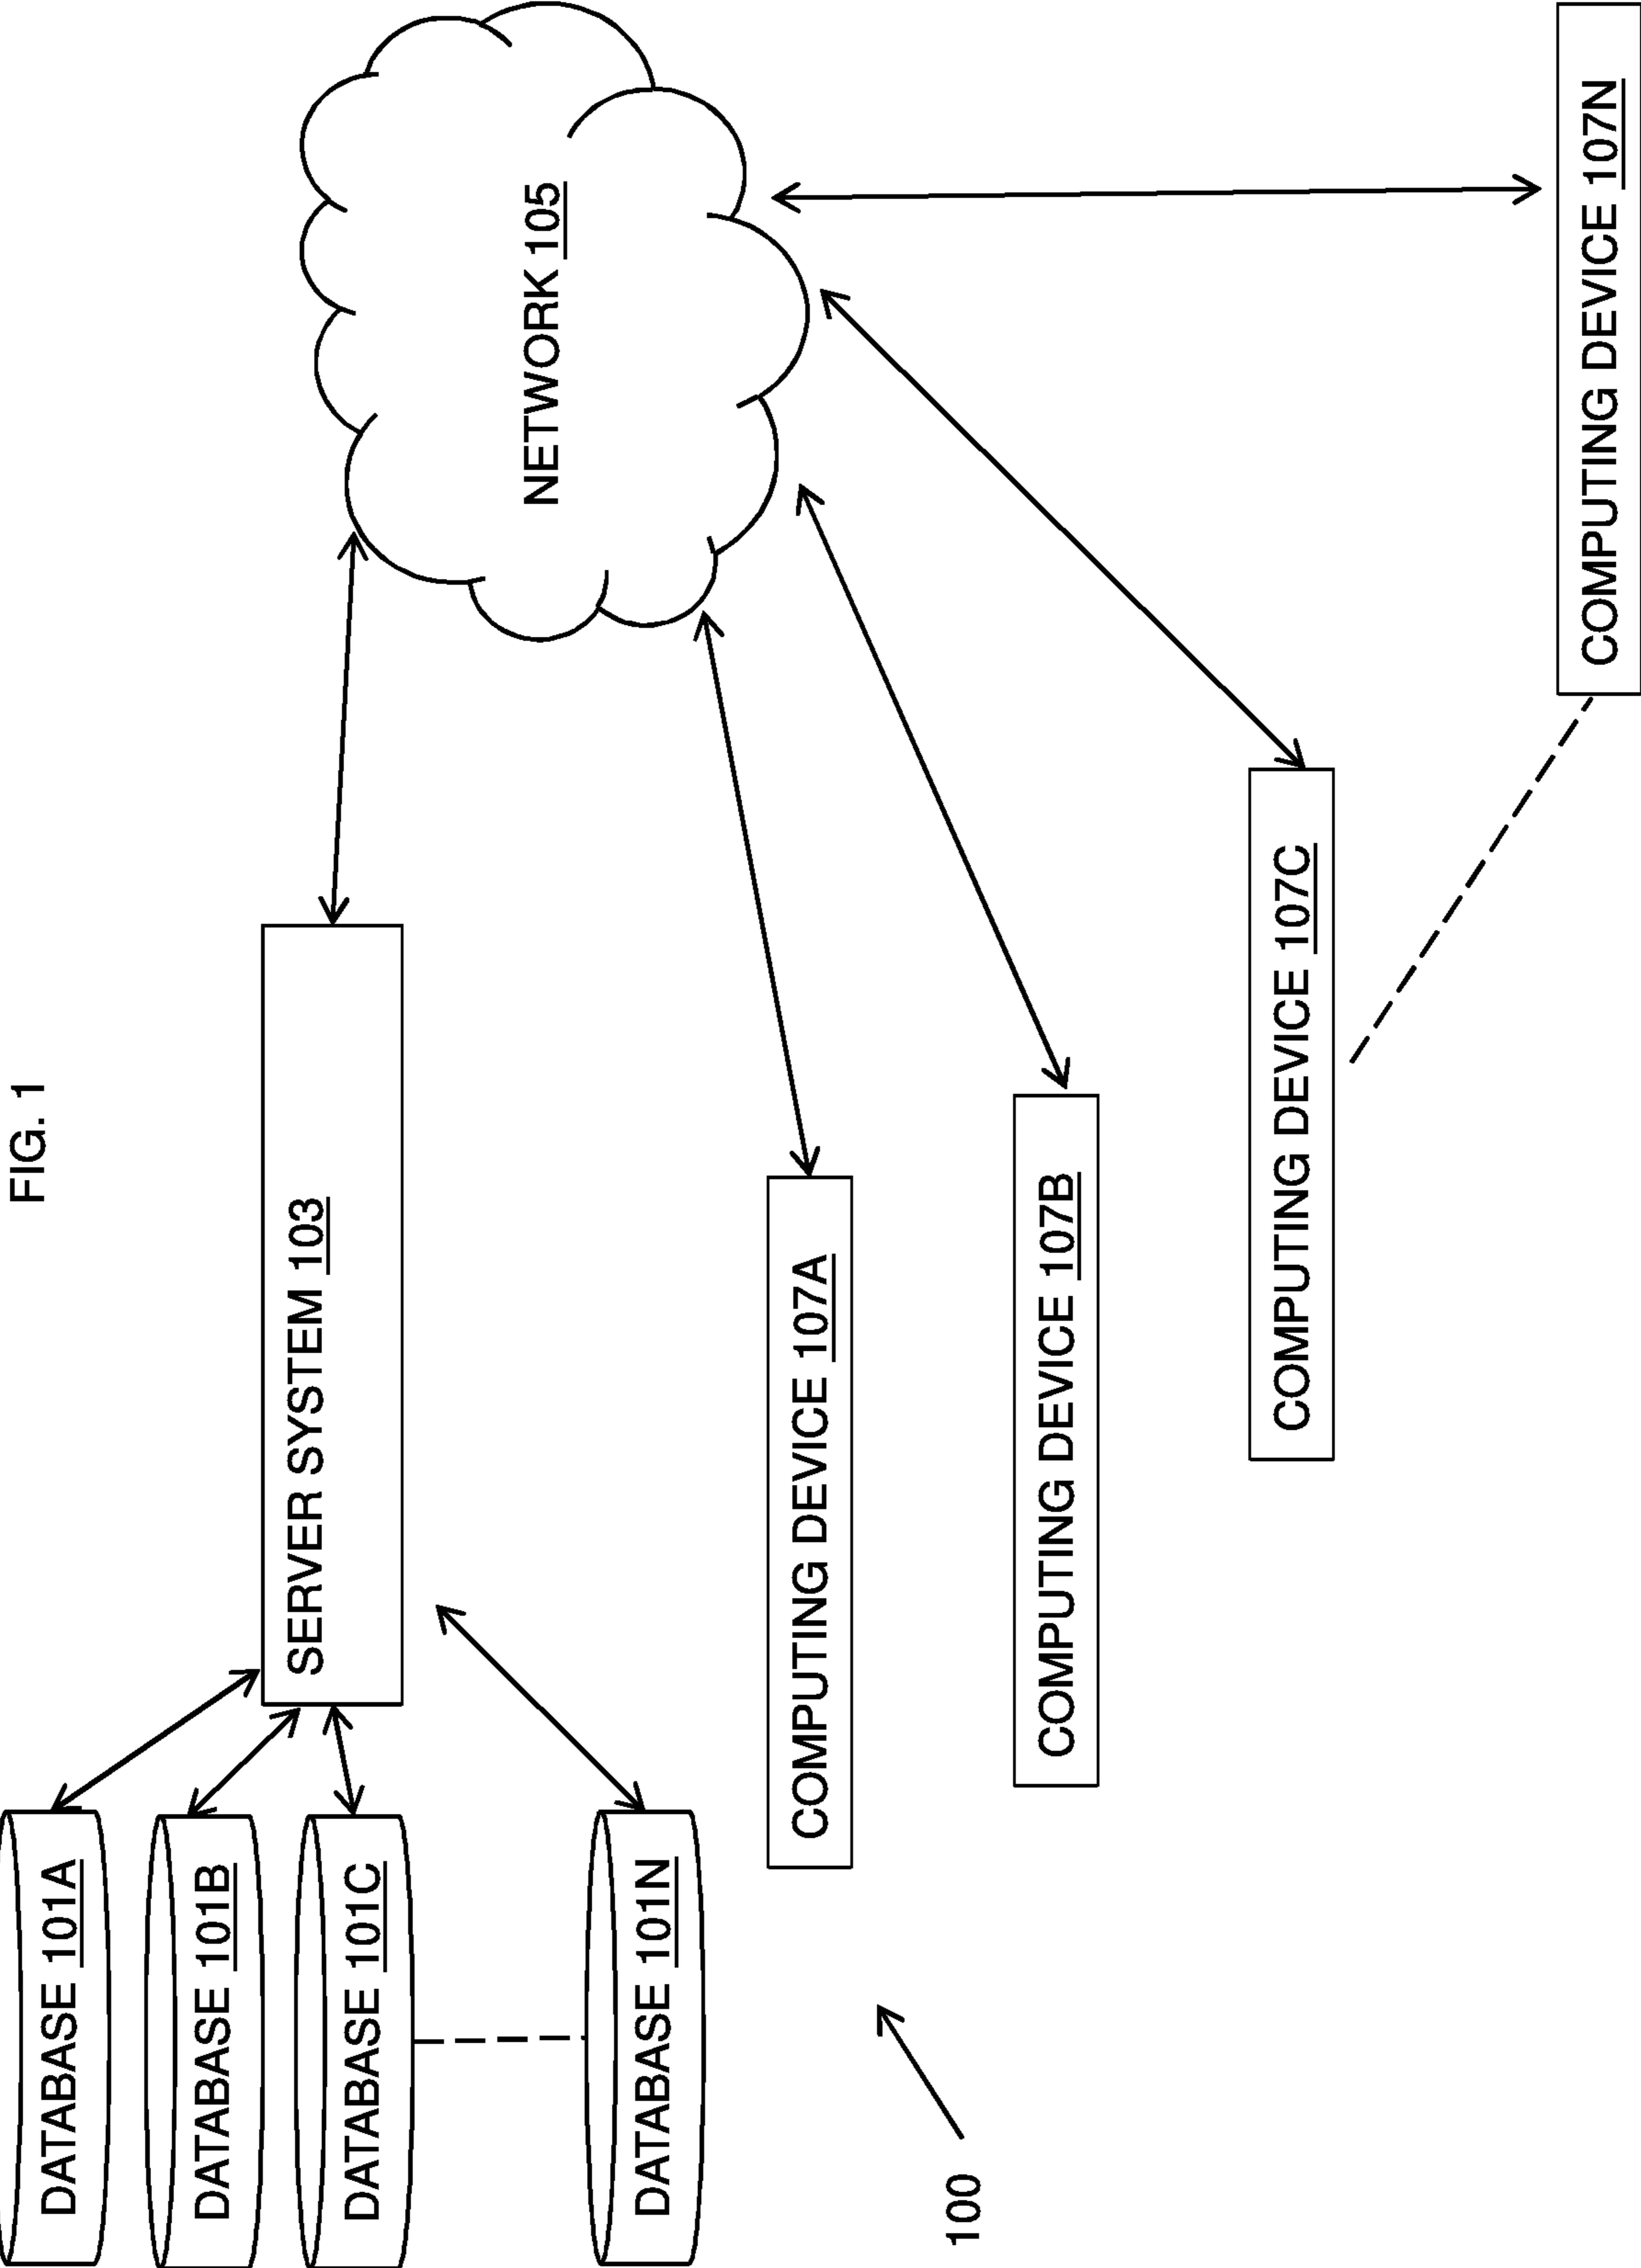 FIG. 1
DATABASE 101A
DATABASE 101B
DATABASE 101C
DATABASE 101N
SERVER SYSTEM 103
NETWORK 105
COMPUTING DEVICE 107A
COMPUTING DEVICE 107B
COMPUTING DEVICE 107C
COMPUTING DEVICE 107N
100